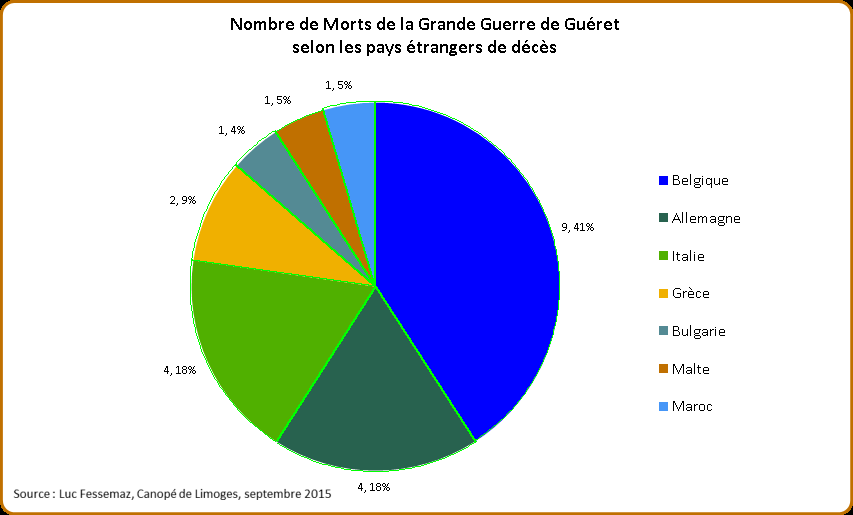 Nombre de Morts de la Grande Guerre de Guéret
selon les pays étrangers de décès
1, 5%
1, 5%
1, 4%
2, 9%
9, 41%
4, 18%
4, 18%
Belgique
Allemagne
Italie
Grèce
Bulgarie
Malte
Maroc
Source : Luc Fessemaz, Canopé de Limoges, septembre 2015